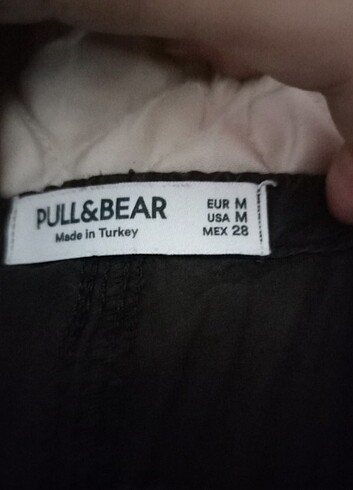 PULL&BEAR
Made in Turkey
EUR M
USA M
MEX 28